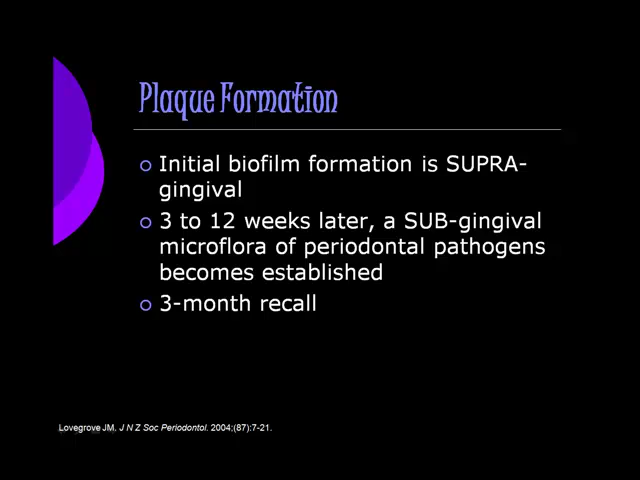 Plaque Formation
Initial biofilm formation is SUPRA-
gingival
3 to 12 weeks later, a SUB-gingival
microflora of periodontal pathogens
becomes established
3-month recall
Lovegrove JM. J N Z Soc Periodontol. 2004;(87):7-21.